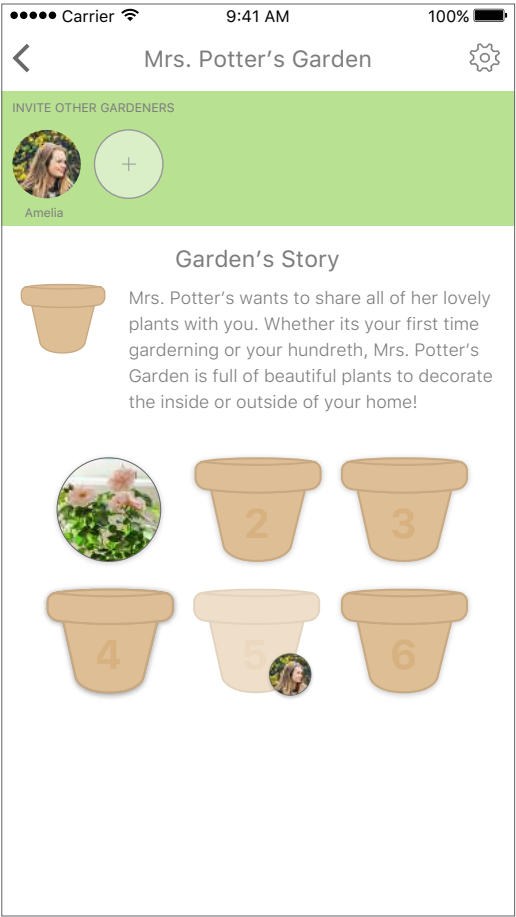 ●●●●● Carrier 9:41 AM 100%
Mrs. Potter’s Garden
INVITE OTHER GARDENERS
+
Amelia
Garden’s Story
Mrs. Potter’s wants to share all of her lovely
plants with you. Whether its your first time
garderning or your hundreth, Mrs. Potter’s
Garden is full of beautiful plants to decorate
the inside or outside of your home!
2 3
4 5 6